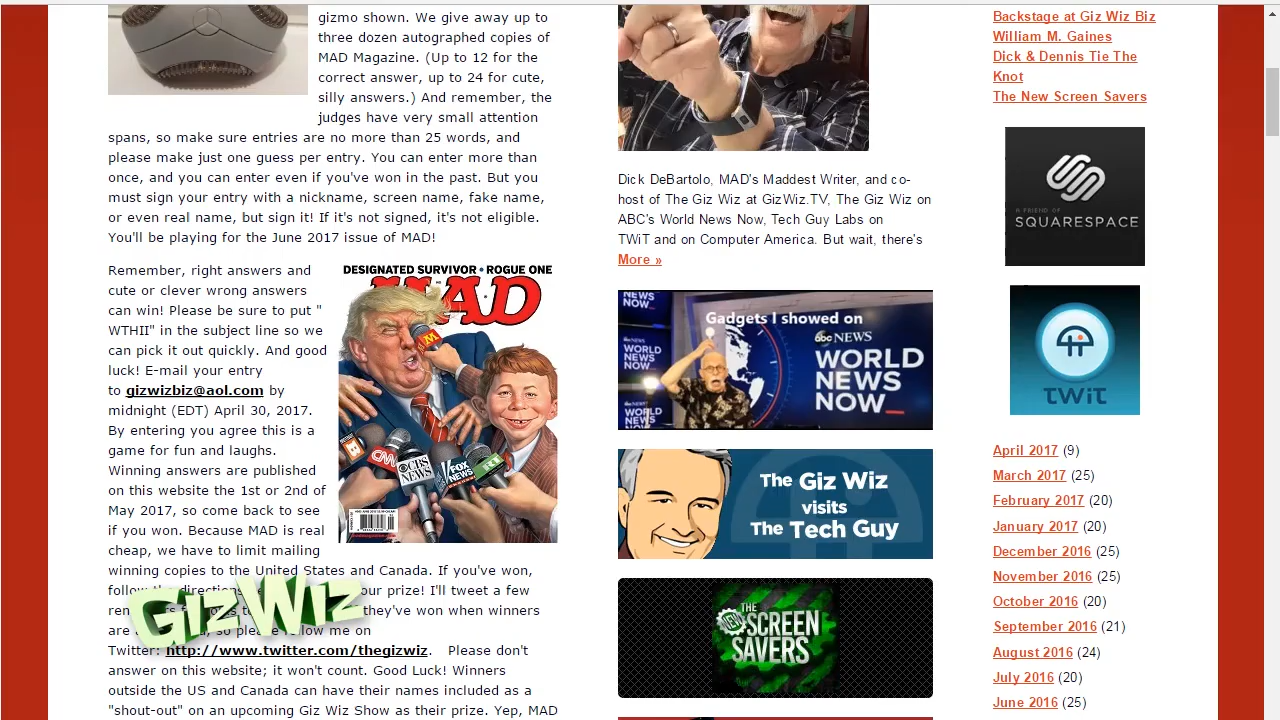 gizmo shown. We give away up to
three dozen autographed copies of
MAD Magazine. (Up to 12 for the
correct answer, up to 24 for cute,
silly answers.) And remember, the
judges have very small attention
spans, so make sure entries are no more than 25 words, and
please make just one guess per entry. You can enter more than
once, and you can enter even if you've won in the past. But you
must sign your entry with a nickname, screen name, fake name,
or even real name, but sign it! If it's not signed, it's not eligible.
You'll be playing for the June 2017 issue of MAD!
Remember, right answers and
cute or clever wrong answers
can win! Please be sure to put "
WTHII" in the subject line so we
can pick it out quickly. And good
luck! E-mail your entry
to gizwizbiz@aol.com by
midnight (EDT) April 30, 2017.
By entering you agree this is a
game for fun and laughs.
Winning answers are published
on this website the 1st or 2nd of
May 2017, so come back to see
if you won. Because MAD is real
cheap, we have to limit mailing
winning copies to the United States and Canada. If you've won,
your prize! I'll tweet a few
they've won when winners
are so please follow me on
Twitter: http://www.twitter.com/thegizwiz. Please don't
answer on this website; it won't count. Good Luck! Winners
outside the US and Canada can have their names included as a
"shout-out" on an upcoming Giz Wiz Show as their prize. Yep, MAD
GIZWIZ
DESIGNATED SURVIVOR • ROGUE ONE
MAD
CNN
CBS NEWS
FOX NEWS
Dick DeBartolo, MAD's Maddest Writer, and co-
host of The Giz Wiz at GizWiz.TV, The Giz Wiz on
ABC's World News Now, Tech Guy Labs on
TWiT and on Computer America. But wait, there's
More »
Gadgets I showed on
abc NEWS
WORLD
NEWS
NOW
The Giz Wiz
visits
The Tech Guy
THE
NEW
SCREEN
SAVERS
Backstage at Giz Wiz Biz
William M. Gaines
Dick & Dennis Tie The
Knot
The New Screen Savers
A FRIEND OF
SQUARESPACE
TWiT
April 2017 (9)
March 2017 (25)
February 2017 (20)
January 2017 (20)
December 2016 (25)
November 2016 (25)
October 2016 (20)
September 2016 (21)
August 2016 (24)
July 2016 (20)
June 2016 (25)